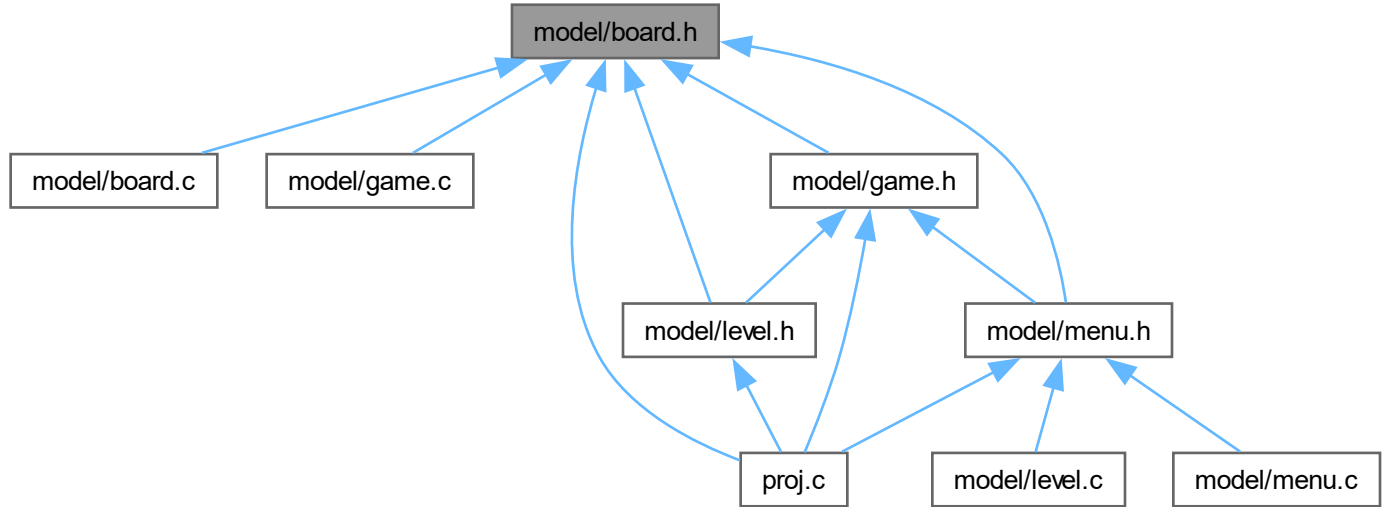 model/board.h
model/board.c
model/game.c
model/game.h
model/level.h
model/menu.h
proj.c
model/level.c
model/menu.c